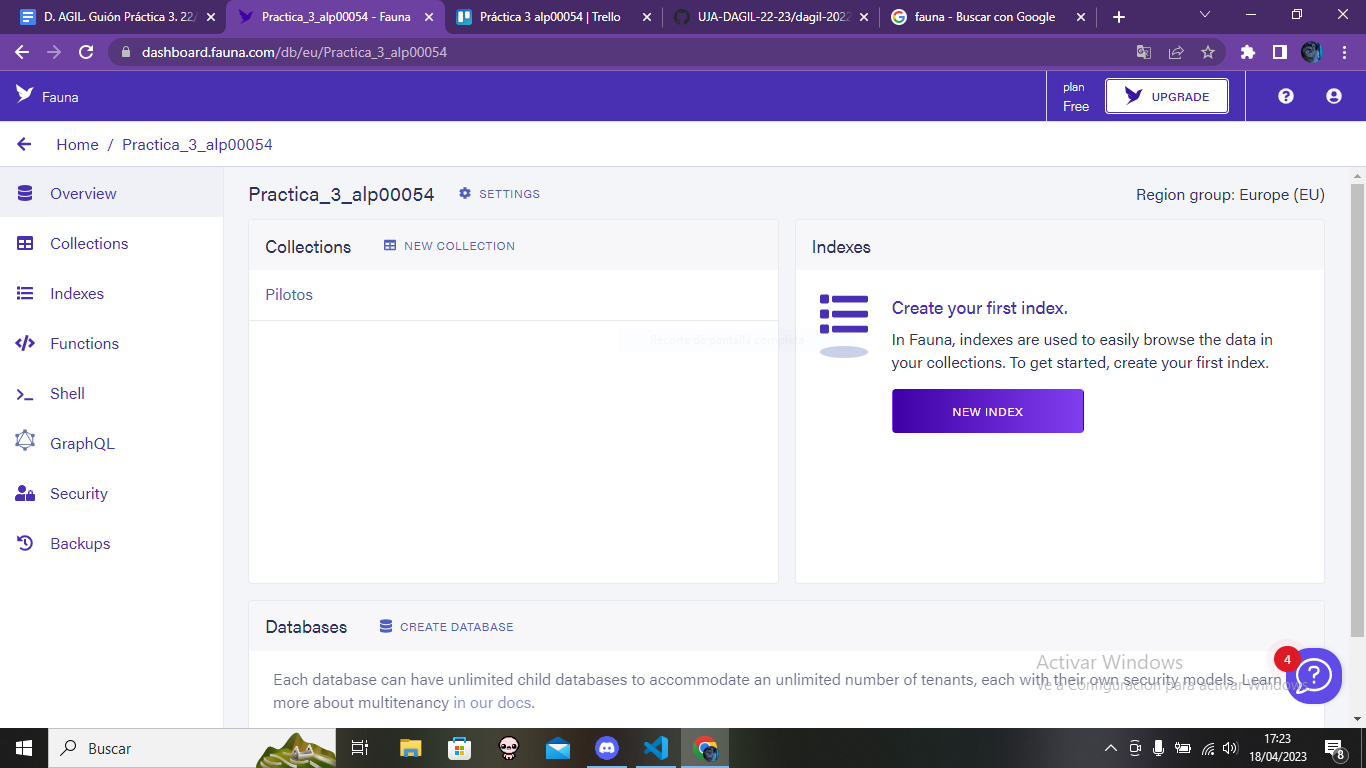 D. AGIL. Guión Práctica 3. 22/
Practica_3_alp00054 - Fauna
Práctica 3 alp00054 | Trello
UJA-DAGIL-22-23/dagil-2022
fauna - Buscar con Google
dashboard.fauna.com/db/eu/Practica_3_alp00054
Fauna
plan
Free
UPGRADE
Home / Practica_3_alp00054
Overview
Collections
Indexes
Functions
Shell
GraphQL
Security
Backups
Practica_3_alp00054
SETTINGS
Region group: Europe (EU)
Collections
NEW COLLECTION
Pilotos
Indexes
Create your first index.
In Fauna, indexes are used to easily browse the data in
your collections. To get started, create your first index.
NEW INDEX
Recorte de pantalla completa
Databases
CREATE DATABASE
Each database can have unlimited child databases to accommodate an unlimited number of tenants, each with their own security models. Learn
more about multitenancy in our docs.
Activar Windows
Ve a Configuración para activar Windows.
4
Buscar
17:23
18/04/2023
8